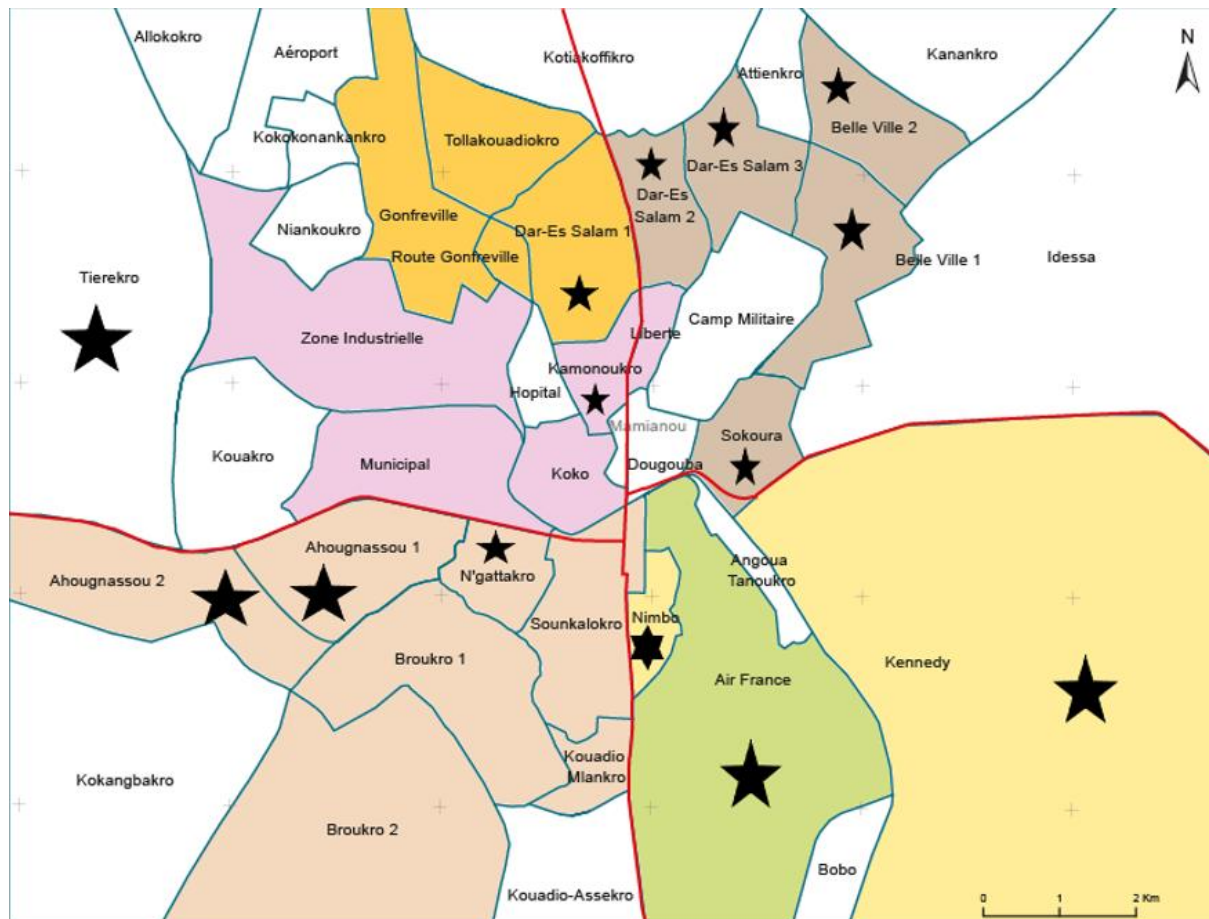 Allokokro
Aéroport
Kotiakoffikro
Attienkro
Kanankro
N
Kokokonankankro
Tollakouadiokro
Belle Ville 2
Dar-Es Salam 3
Dar-Es
Salam 2
Niankoukro
Gonfreville
Dar-Es Salam 1
Route Gonfreville
Belle Ville 1
Idessa
Tierekro
Zone Industrielle
Liberte
Camp Militaire
Kamonoukro
Hopital
Mamianou
Sokoura
Kouakro
Municipal
Koko
Dougouba
Ahougnassou 1
Ahougnassou 2
N'gattakro
Angoua
Tanoukro
Sounkalokro
Nimbo
Broukro 1
Air France
Kennedy
Kokangbakro
Kouadio
Mlankro
Broukro 2
Bobo
Kouadio-Assekro
0 1 2 Km